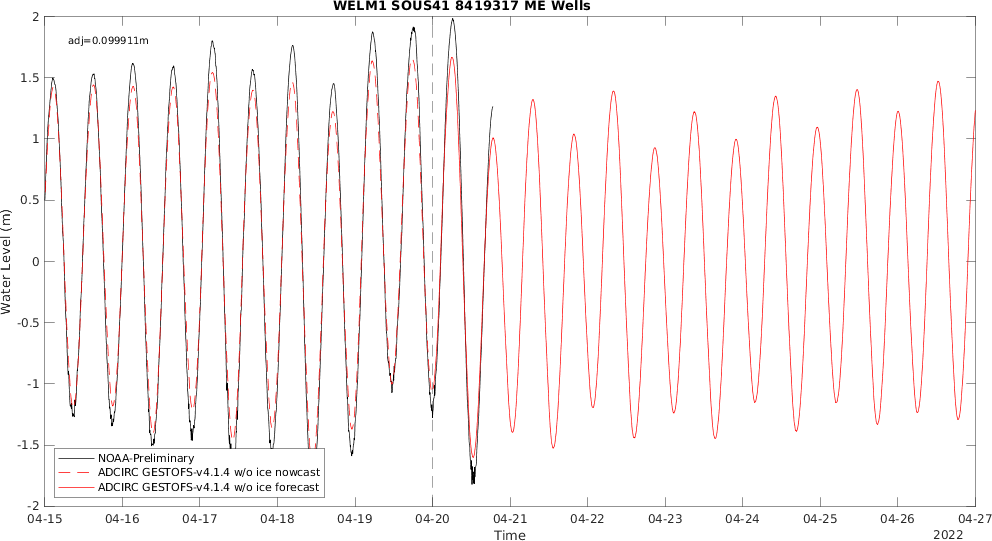 WELM1 SOUS41 8419317 ME Wells
adj=0.099911m
2
1.5
1
0.5
0
-0.5
-1
-1.5
-2
Water Level (m)
NOAA-Preliminary
ADCIRC GESTOFS-v4.1.4 w/o ice nowcast
ADCIRC GESTOFS-v4.1.4 w/o ice forecast
04-15 04-16 04-17 04-18 04-19 04-20 04-21 04-22 04-23 04-24 04-25 04-26 04-27
Time
2022